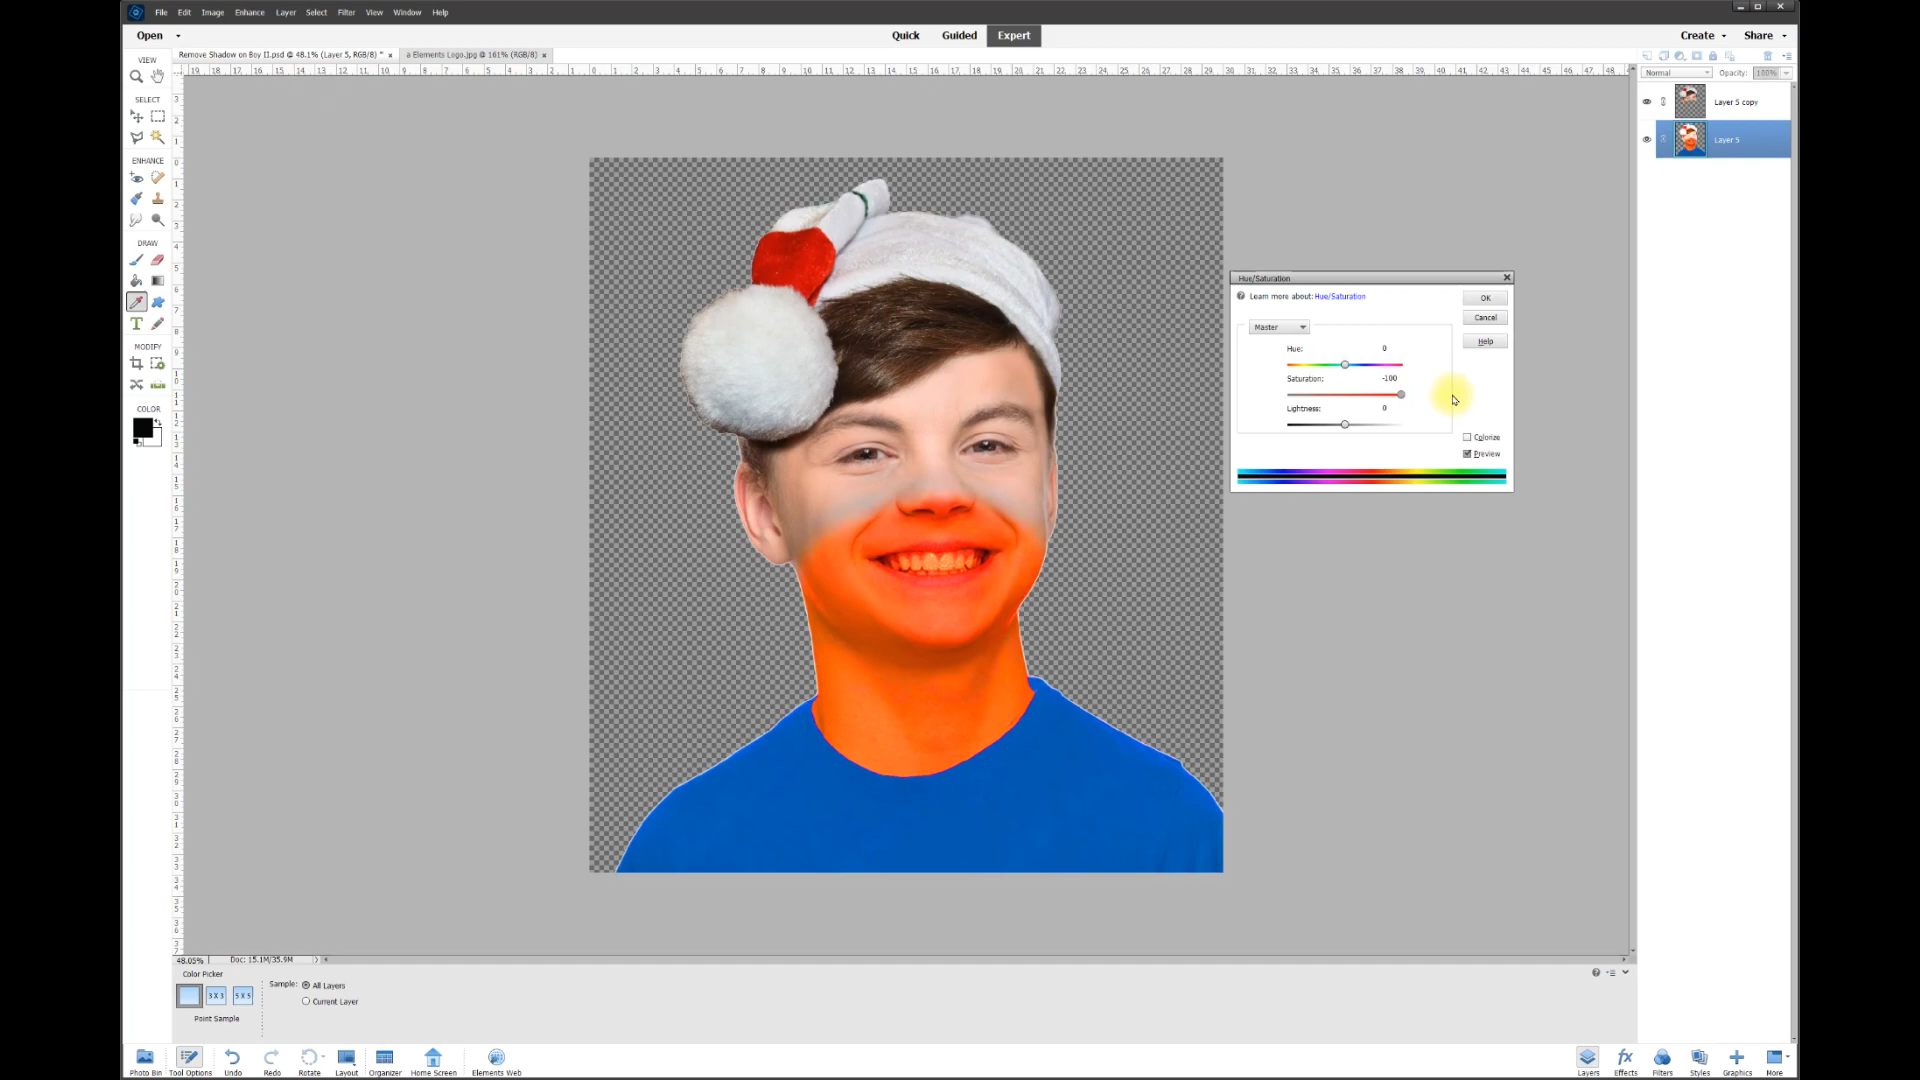 File Edit Image Enhance Layer Select Filter View Window Help
Open Quick Guided Expert Create Share
Remove Shadow on Boy II.psd @ 48.1% (Layer 5, RGB/8) * × a Elements Logo.jpg @ 161% (RGB/8) ×
VIEW
SELECT
ENHANCE
DRAW
MODIFY
COLOR
Normal Opacity: 100%
Layer 5 copy
Layer 5
Hue/Saturation
Learn more about: Hue/Saturation
OK
Cancel
Help
Master
Hue: 0
Saturation: -100
Lightness: 0
Colorize
Preview
48.05% Doc: 15.1M/35.9M
Color Picker
3 X 3 5 X 5
Point Sample
Sample: All Layers
Current Layer
Photo Bin Tool Options Undo Redo Rotate Layout Organizer Home Screen Elements Web
Layers Effects Filters Styles Graphics More